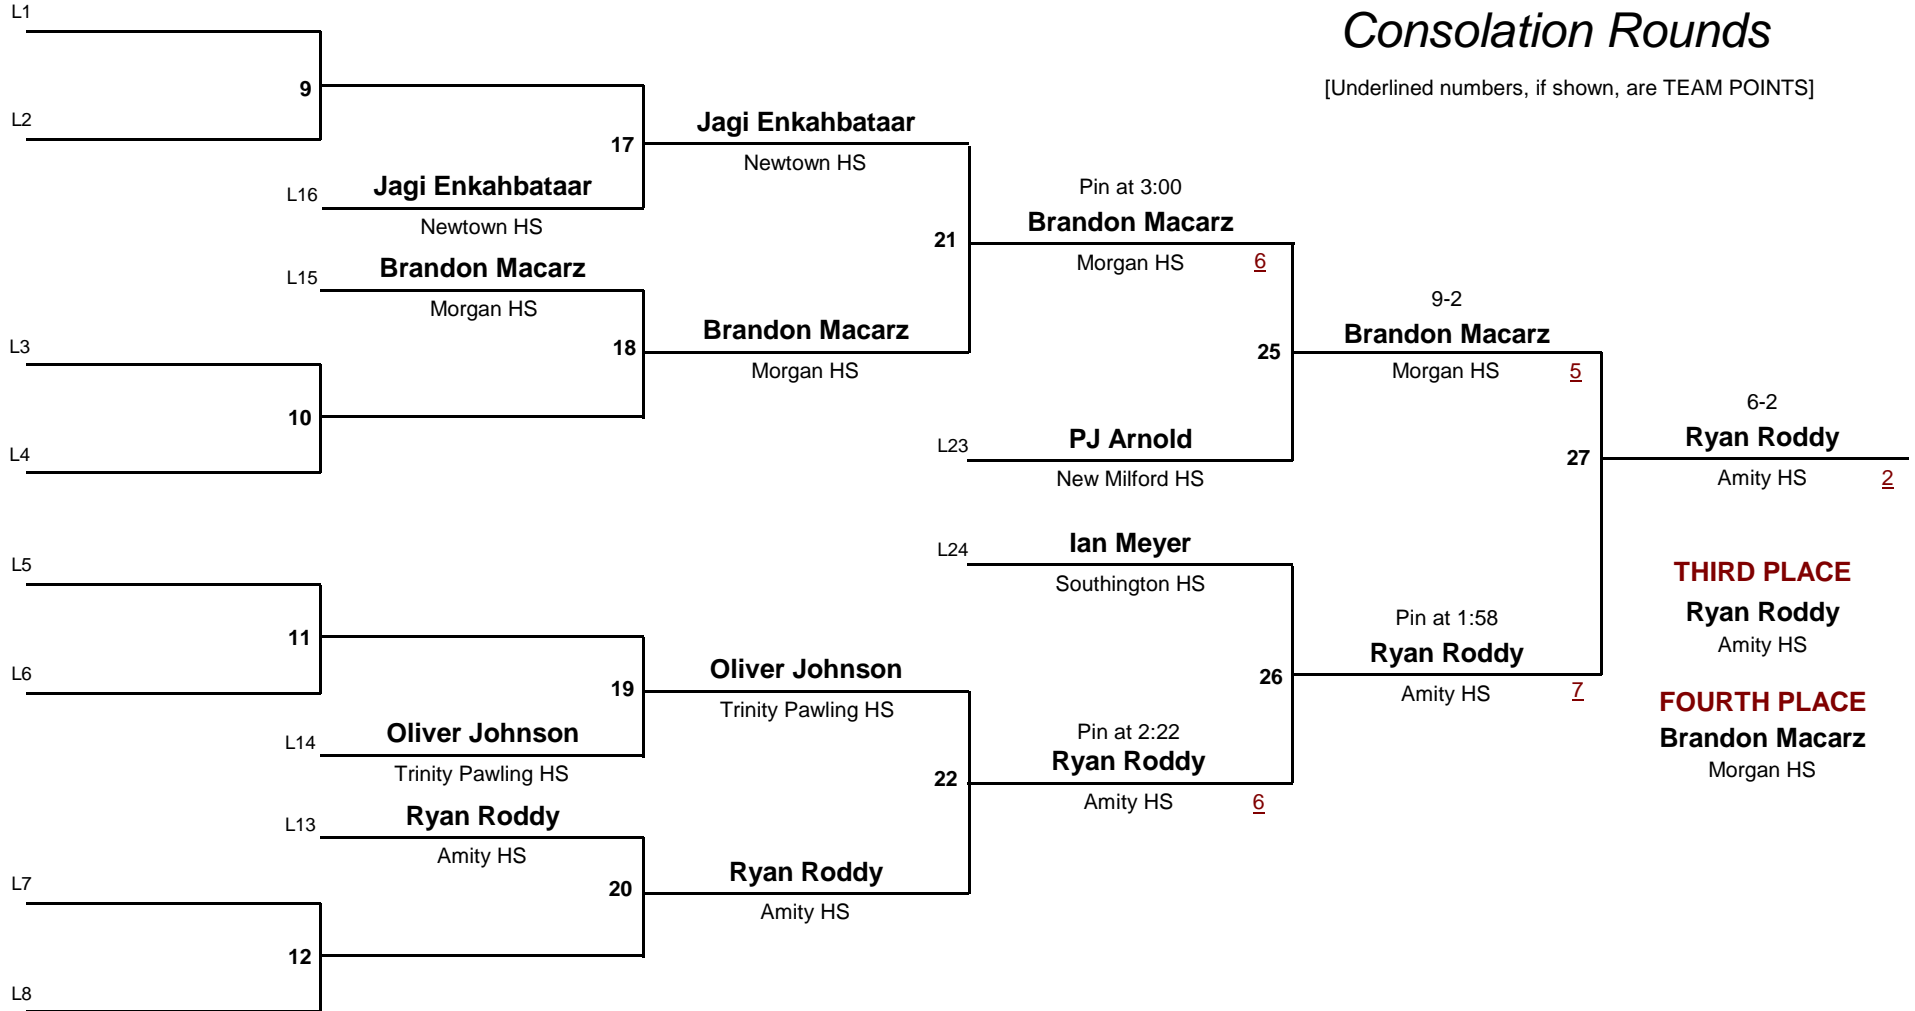 L1
Consolation Rounds
[Underlined numbers, if shown, are TEAM POINTS]
9
L2
Jagi Enkahbataar
17
Newtown HS
L16
Jagi Enkahbataar
Newtown HS
Pin at 3:00
Brandon Macarz
21
Morgan HS
6
L15
Brandon Macarz
Morgan HS
9-2
Brandon Macarz
Morgan HS
5
L3
18
Brandon Macarz
Morgan HS
25
10
L4
L23
PJ Arnold
New Milford HS
27
6-2
Ryan Roddy
Amity HS
2
L24
Ian Meyer
Southington HS
L5
THIRD PLACE
Ryan Roddy
Amity HS
11
L6
Pin at 1:58
Ryan Roddy
Amity HS
7
26
19
Oliver Johnson
Trinity Pawling HS
FOURTH PLACE
Brandon Macarz
Morgan HS
L14
Oliver Johnson
Trinity Pawling HS
Pin at 2:22
Ryan Roddy
22
Amity HS
6
L13
Ryan Roddy
Amity HS
L7
20
Ryan Roddy
Amity HS
12
L8